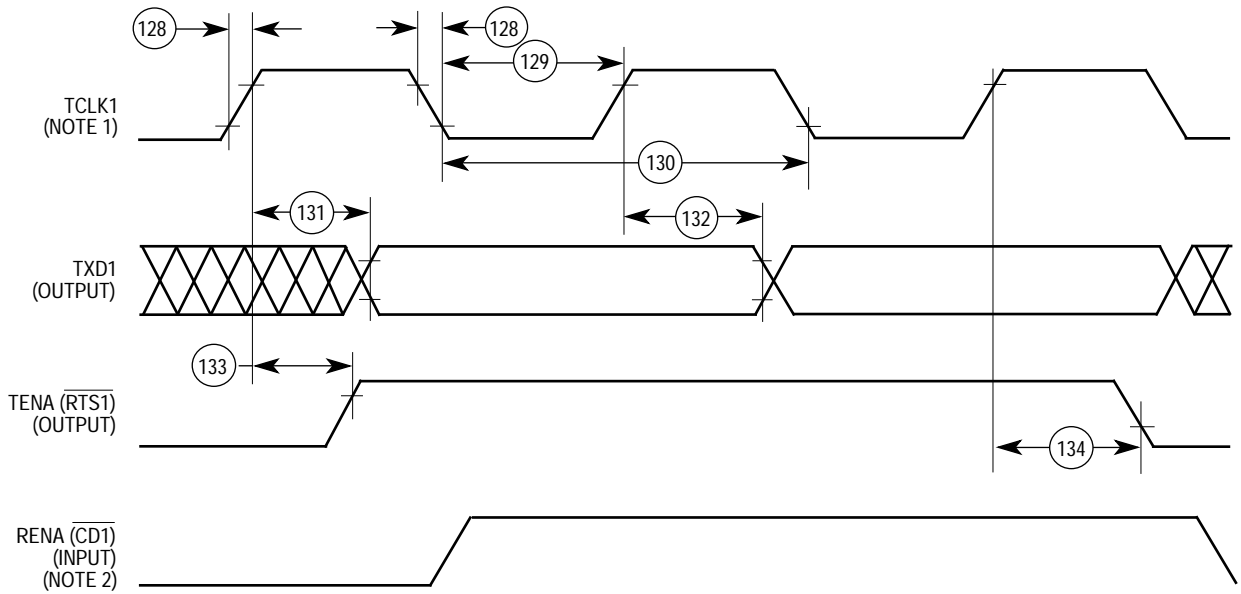 128
128
129
TCLK1
(NOTE 1)
130
131
132
TXD1
(OUTPUT)
133
TENA (RTS1)
(OUTPUT)
134
RENA (CD1)
(INPUT)
(NOTE 2)